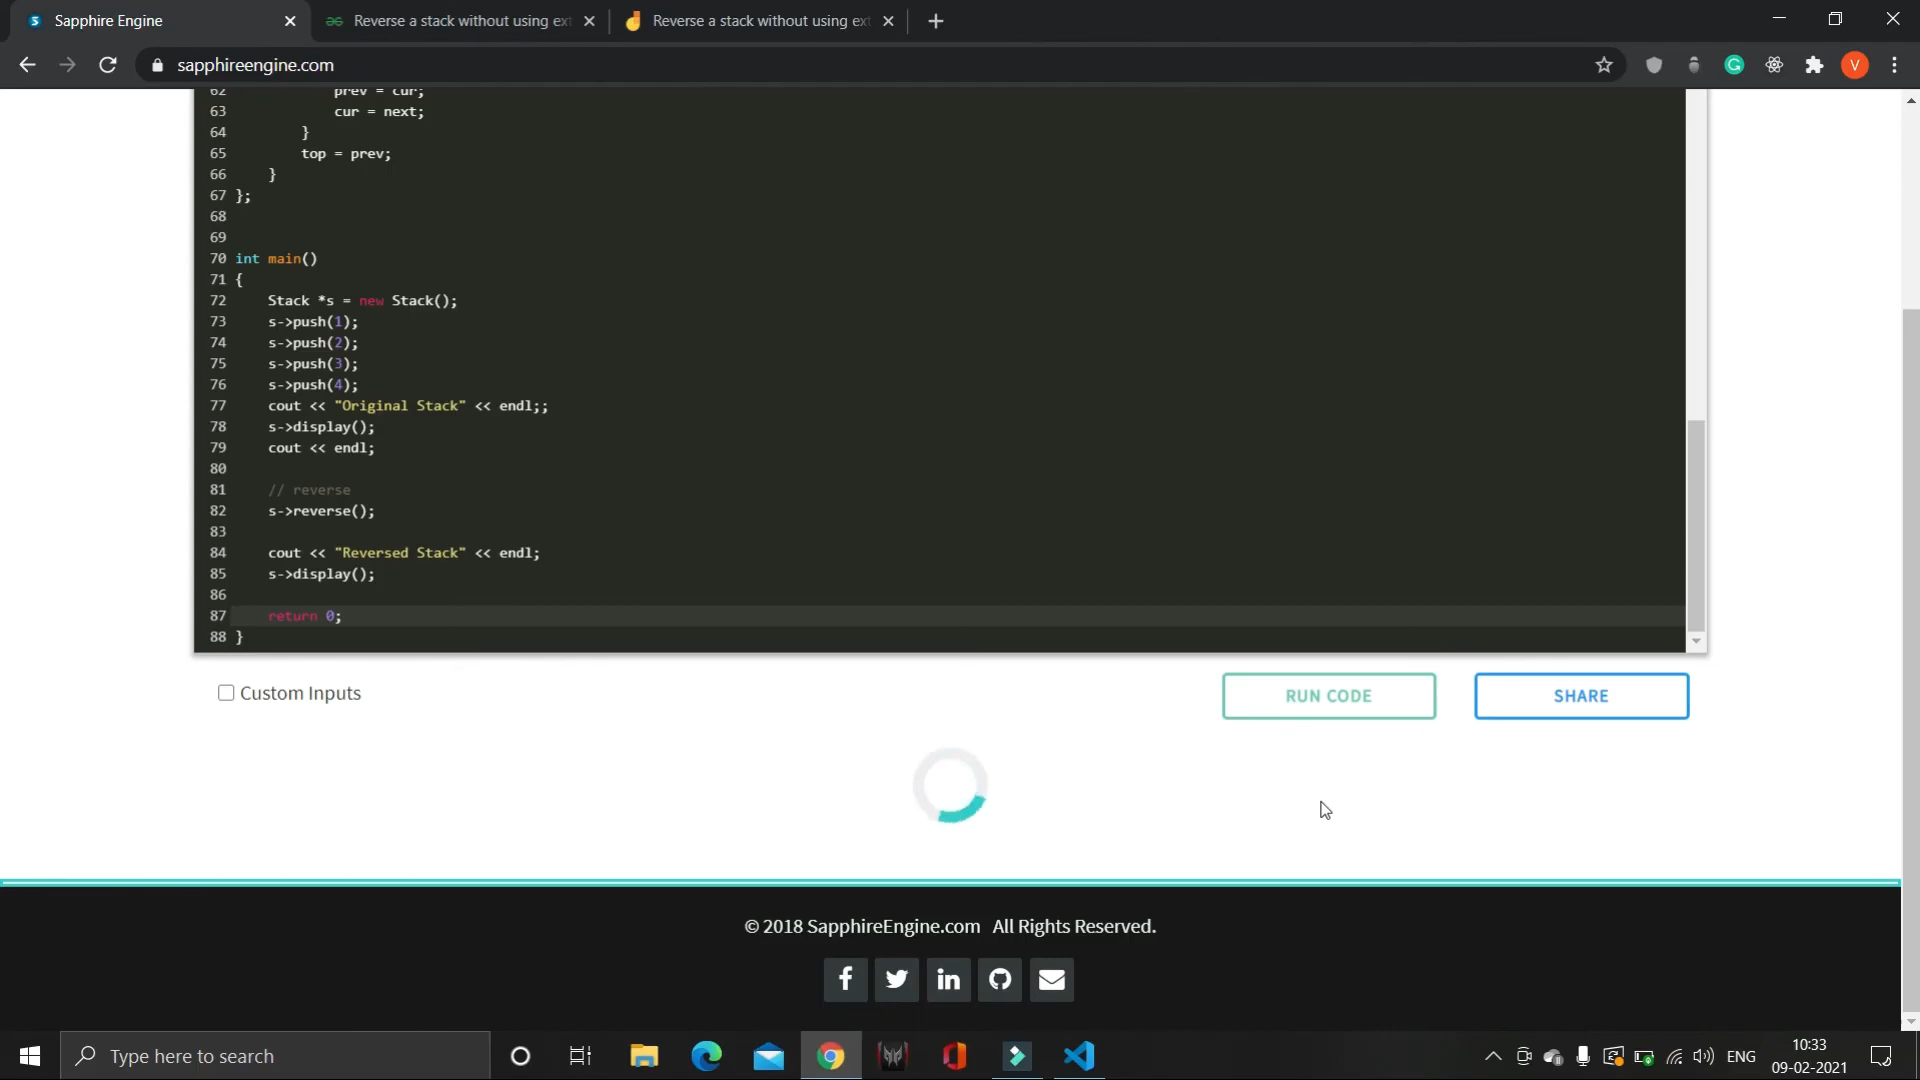 Sapphire Engine
Reverse a stack without using ext
Reverse a stack without using ext
sapphireengine.com
V
62 prev = cur;
63 cur = next;
64 }
65 top = prev;
66 }
67 };
68
69
70 int main()
71 {
72 Stack *s = new Stack();
73 s->push(1);
74 s->push(2);
75 s->push(3);
76 s->push(4);
77 cout << "Original Stack" << endl;;
78 s->display();
79 cout << endl;
80
81 // reverse
82 s->reverse();
83
84 cout << "Reversed Stack" << endl;
85 s->display();
86
87 return 0;
88 }
Custom Inputs
RUN CODE
SHARE
© 2018 SapphireEngine.com All Rights Reserved.
Type here to search
ENG
10:33
09-02-2021